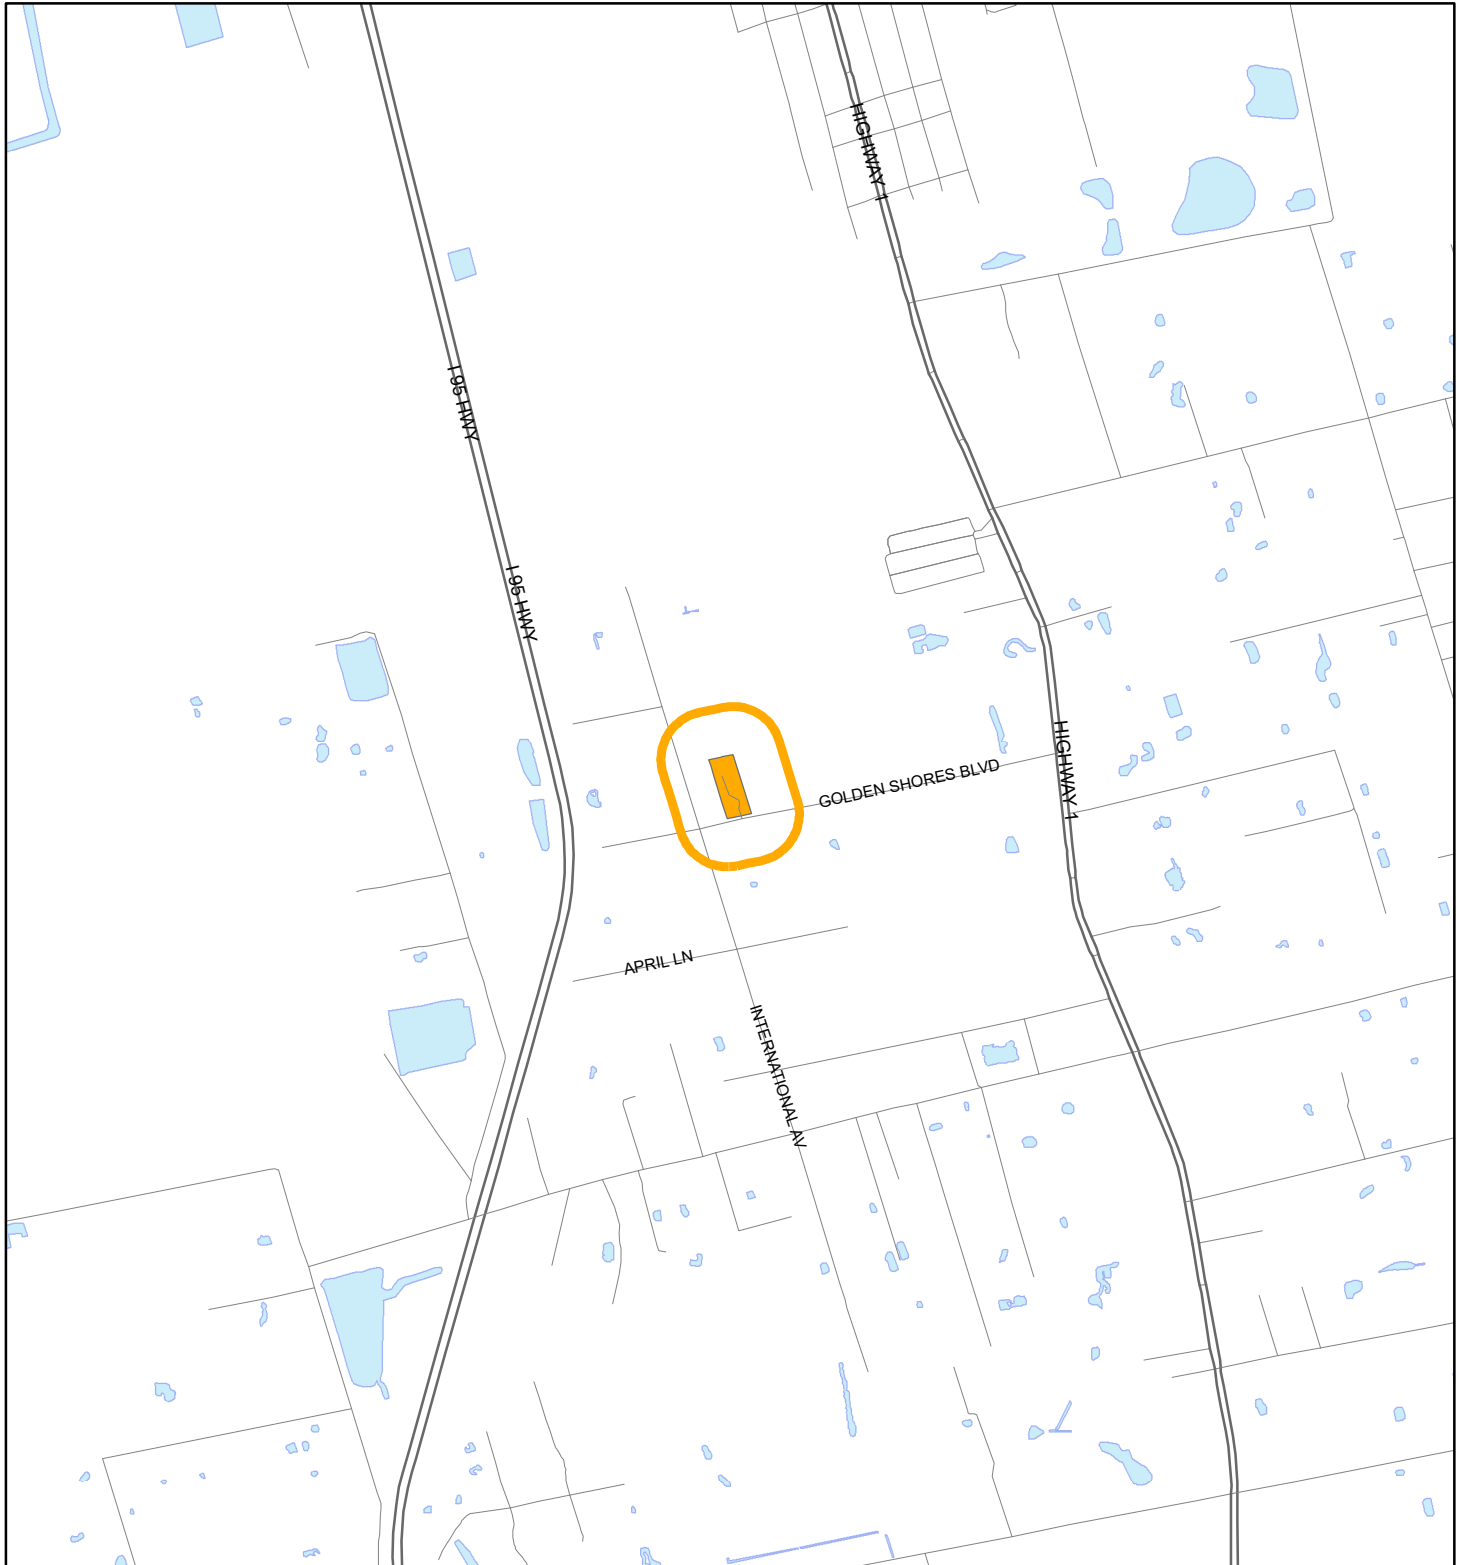 HIGHWAY 1
I 95 HWY
I 95 HWY
HIGHWAY 1
GOLDEN SHORES BLVD
APRIL LN
INTERNATIONAL AV